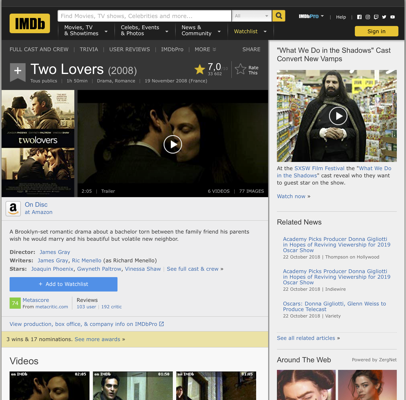 IMDb
Find Movies, TV shows, Celebrities and more...
All
IMDbPro
Help
Movies, TV & Showtimes
Celebs, Events & Photos
News & Community
Watchlist
Sign in
FULL CAST AND CREW | TRIVIA | USER REVIEWS | IMDbPro | MORE
SHARE
+ Two Lovers (2008)
7,0
Rate This
Tous publics | 1h 50min | Drama, Romance | 19 November 2008 (France)
two lovers
2:05 | Trailer
6 VIDEOS | 77 IMAGES
On Disc
at Amazon
A Brooklyn-set romantic drama about a bachelor torn between the family friend his parents
wish he would marry and his beautiful but volatile new neighbor.
Director: James Gray
Writers: James Gray, Ric Menello (as Richard Menello)
Stars: Joaquin Phoenix, Gwyneth Paltrow, Vinessa Shaw | See full cast & crew »
+ Add to Watchlist
Metascore
From metacritic.com
Reviews
103 user | 192 critic
View production, box office, & company info on IMDbPro
3 wins & 17 nominations. See more awards »
Videos
"What We Do in the Shadows" Cast
Convert New Vamps
At the SXSW Film Festival the "What We Do
in the Shadows" cast reveal who they want
to guest star on the show.
Watch now »
Related News
Academy Picks Producer Donna Gigliotti
in Hopes of Reviving Viewership for 2019
Oscar Show
22 October 2018 | Thompson on Hollywood
Academy Picks Producer Donna Gigliotti
in Hopes of Reviving Viewership for 2019
Oscar Show
22 October 2018 | Indiewire
Oscars: Donna Gigliotti, Glenn Weiss to
Produce Telecast
22 October 2018 | Variety
See all related articles »
Around The Web
Powered by ZergNet